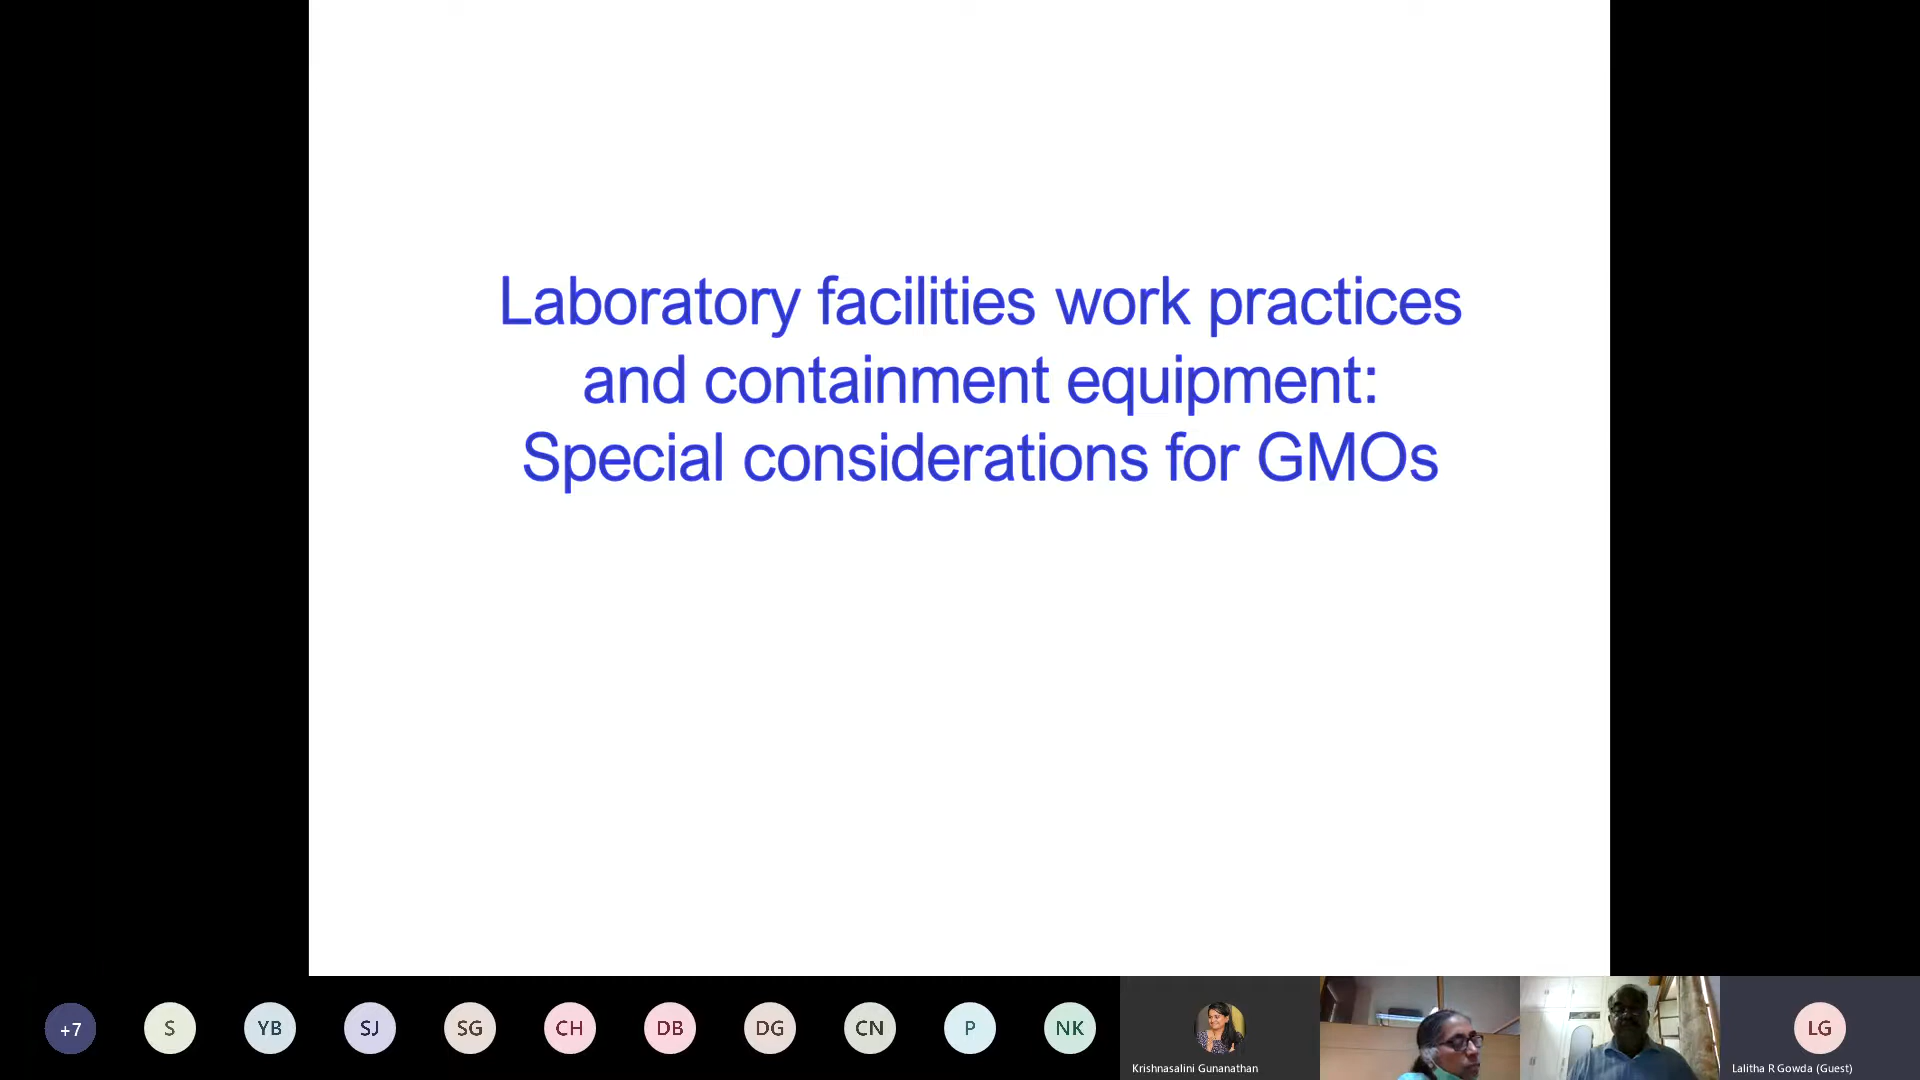 Laboratory facilities work practices
and containment equipment:
Special considerations for GMOs
+7
S
YB
SJ
SG
CH
DB
DG
CN
P
NK
Krishnasalini Gunanathan
LG
Lalitha R Gowda (Guest)